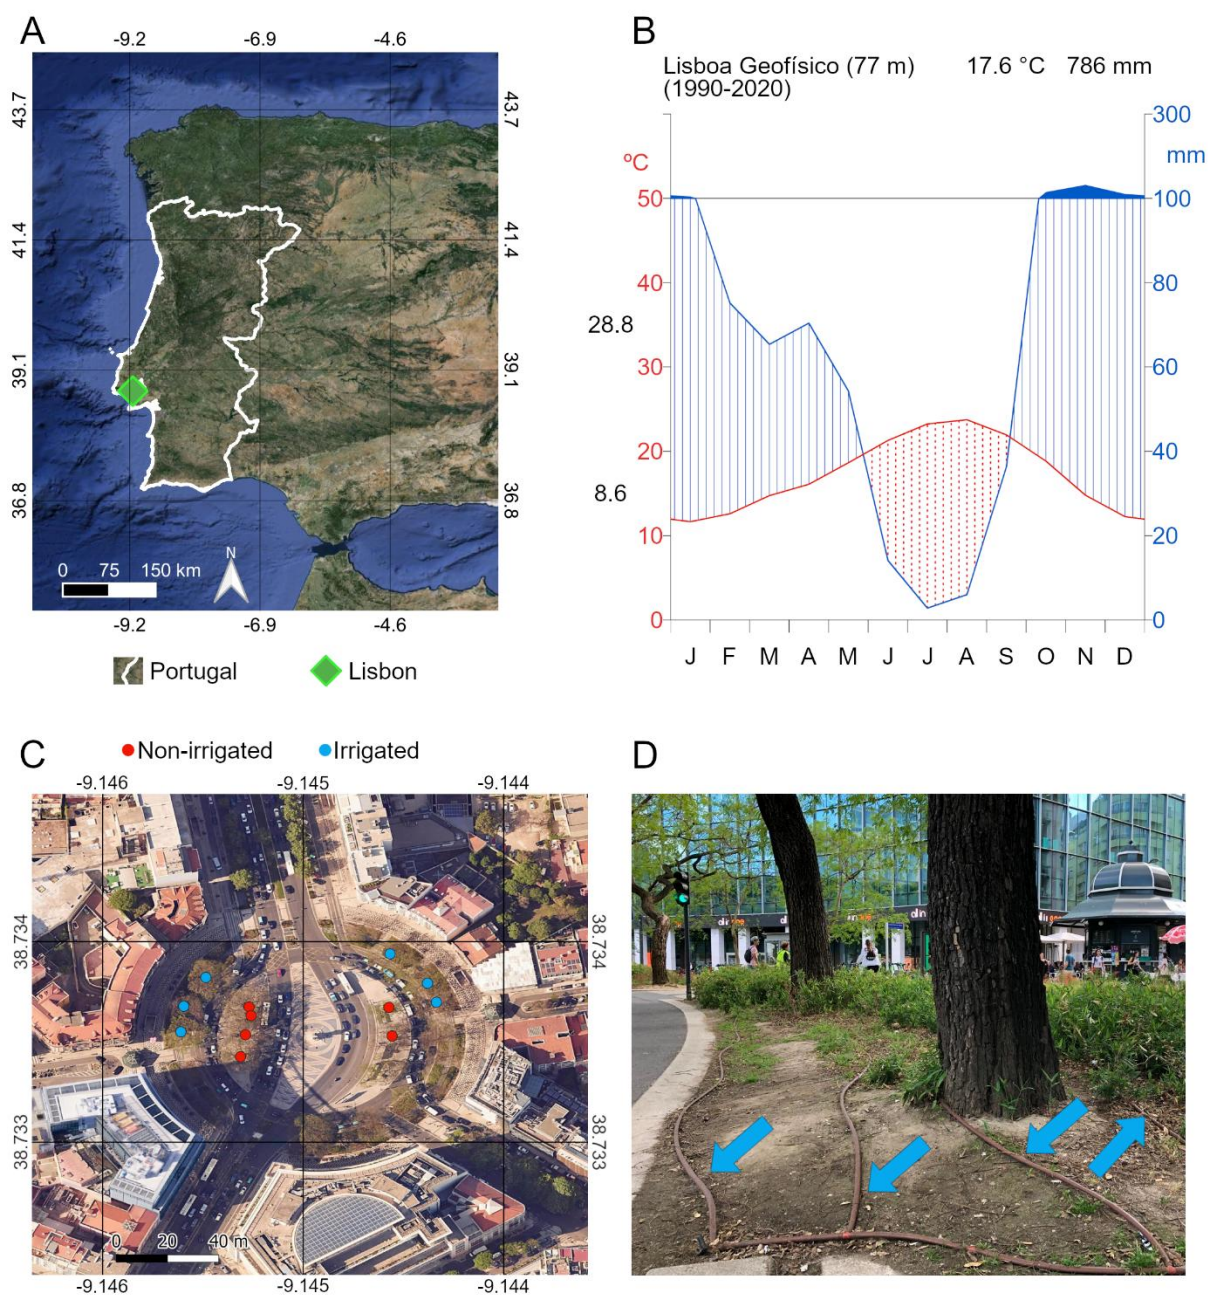 A
-9.2 -6.9 -4.6
43.7 43.7
41.4 41.4
39.1 39.1
36.8 36.8
N
0 75 150 km
-9.2 -6.9 -4.6
Portugal Lisbon
B
Lisboa Geofísico (77 m) 17.6 °C 786 mm
(1990-2020)
300
ºC mm
50 100
40 80
28.8
30 60
20 40
8.6
10 20
0 0
J F M A M J J A S O N D
C
Non-irrigated Irrigated
-9.146 -9.145 -9.144
38.734 38.734
38.733 38.733
0 20 40 m
-9.146 -9.145 -9.144
D